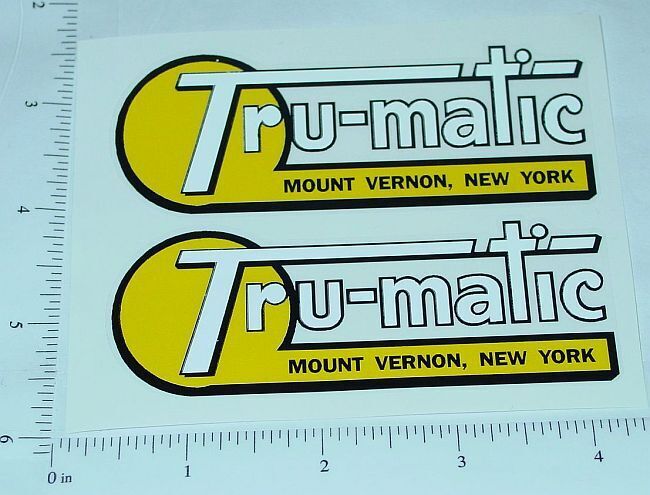 2
3
4
5
6
Tru-matic
MOUNT VERNON, NEW YORK
Tru-matic
MOUNT VERNON, NEW YORK
0 in 1 2 3 4